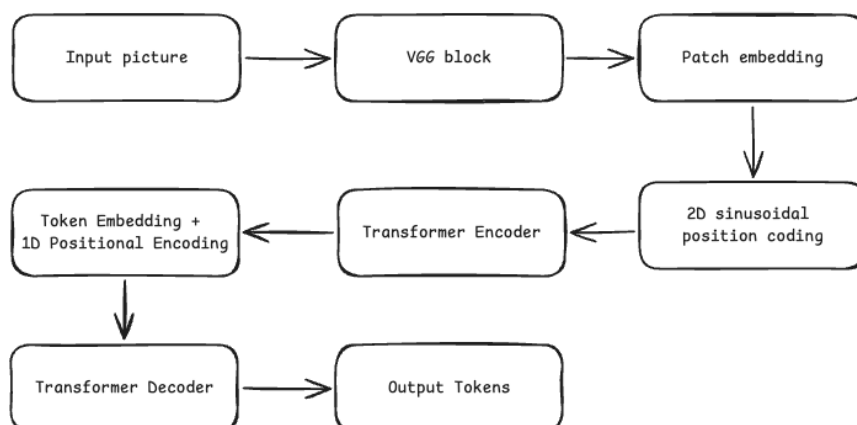 Input picture
VGG block
Patch embedding
2D sinusoidal
position coding
Transformer Encoder
Token Embedding +
1D Positional Encoding
Transformer Decoder
Output Tokens